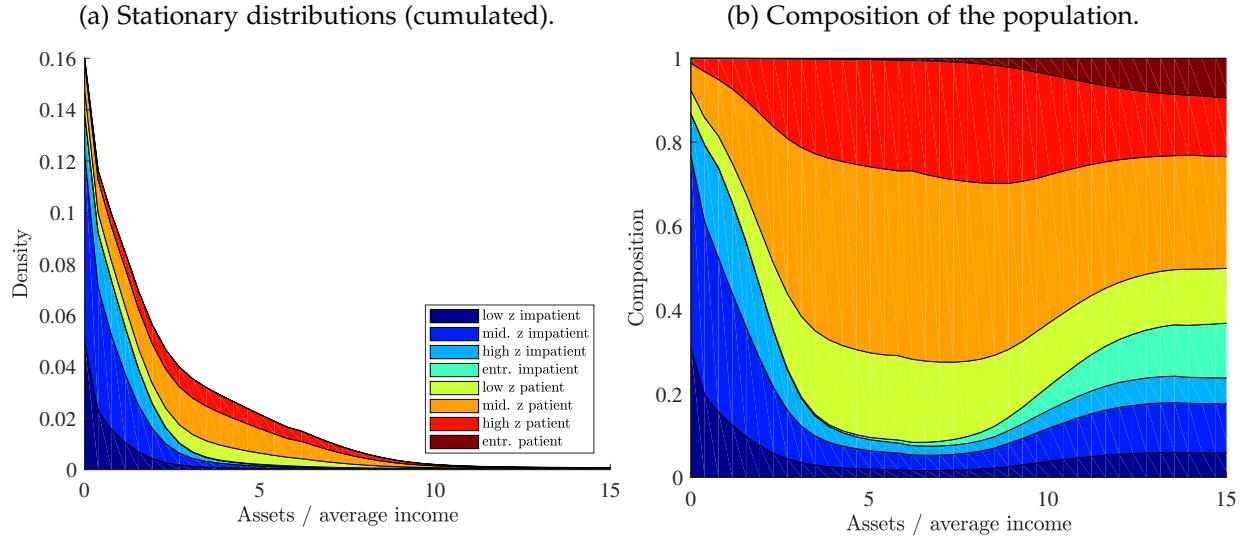 (a) Stationary distributions (cumulated).
0.16
0.14
0.12
0.1
0.08
0.06
0.04
0.02
0
Density
0
5
10
15
Assets / average income
low z impatient
mid. z impatient
high z impatient
entr. impatient
low z patient
mid. z patient
high z patient
entr. patient
(b) Composition of the population.
1
0.8
0.6
0.4
0.2
0
Composition
0
5
10
15
Assets / average income